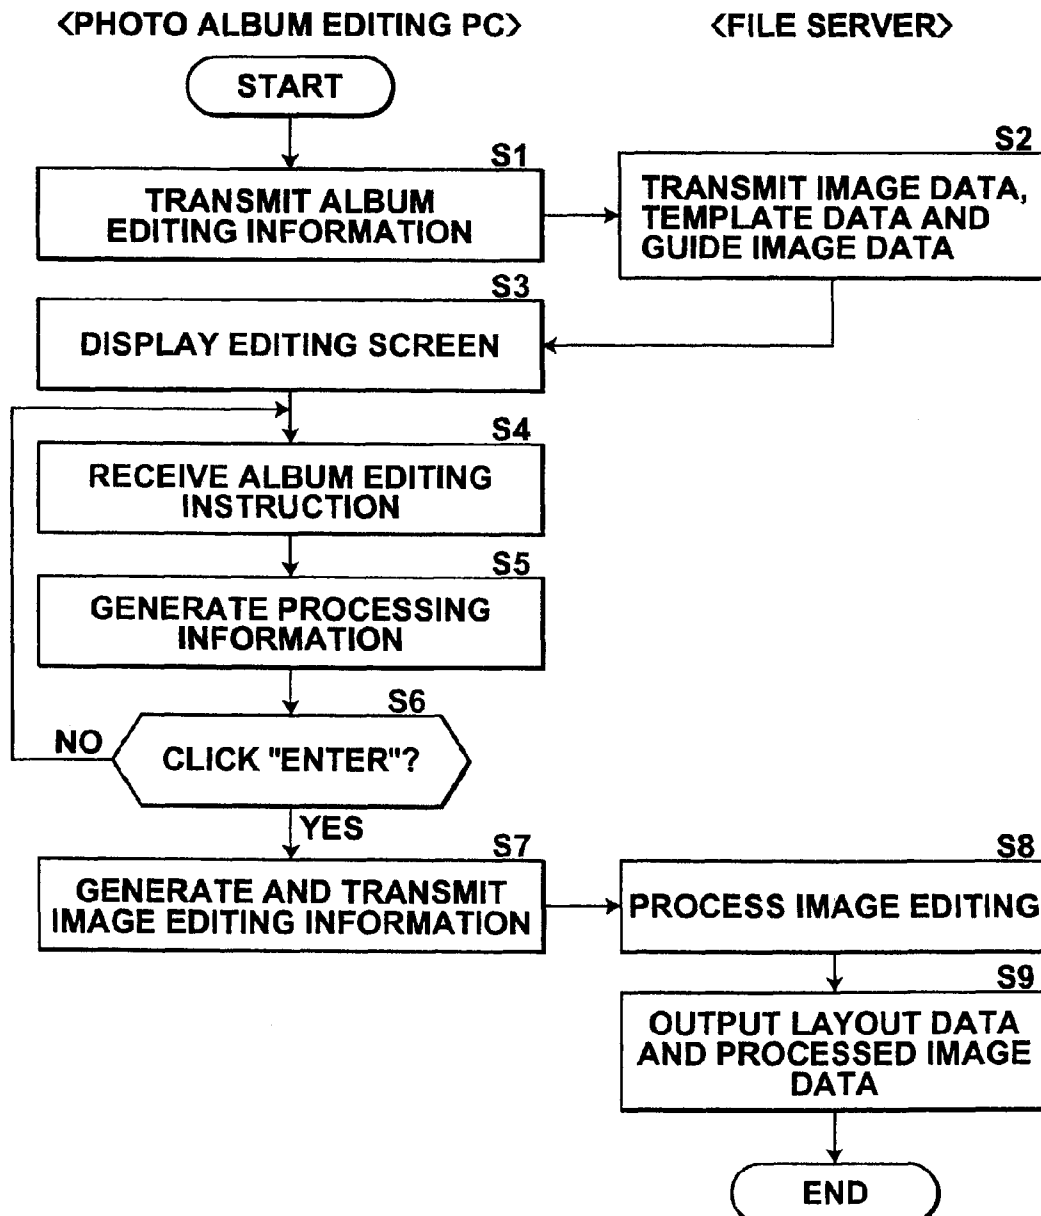 <PHOTO ALBUM EDITING PC>
<FILE SERVER>
START
S1
TRANSMIT ALBUM
EDITING INFORMATION
S2
TRANSMIT IMAGE DATA,
TEMPLATE DATA AND
GUIDE IMAGE DATA
S3
DISPLAY EDITING SCREEN
S4
RECEIVE ALBUM EDITING
INSTRUCTION
S5
GENERATE PROCESSING
INFORMATION
S6
NO
CLICK "ENTER"?
YES
S7
GENERATE AND TRANSMIT
IMAGE EDITING INFORMATION
S8
PROCESS IMAGE EDITING
S9
OUTPUT LAYOUT DATA
AND PROCESSED IMAGE
DATA
END